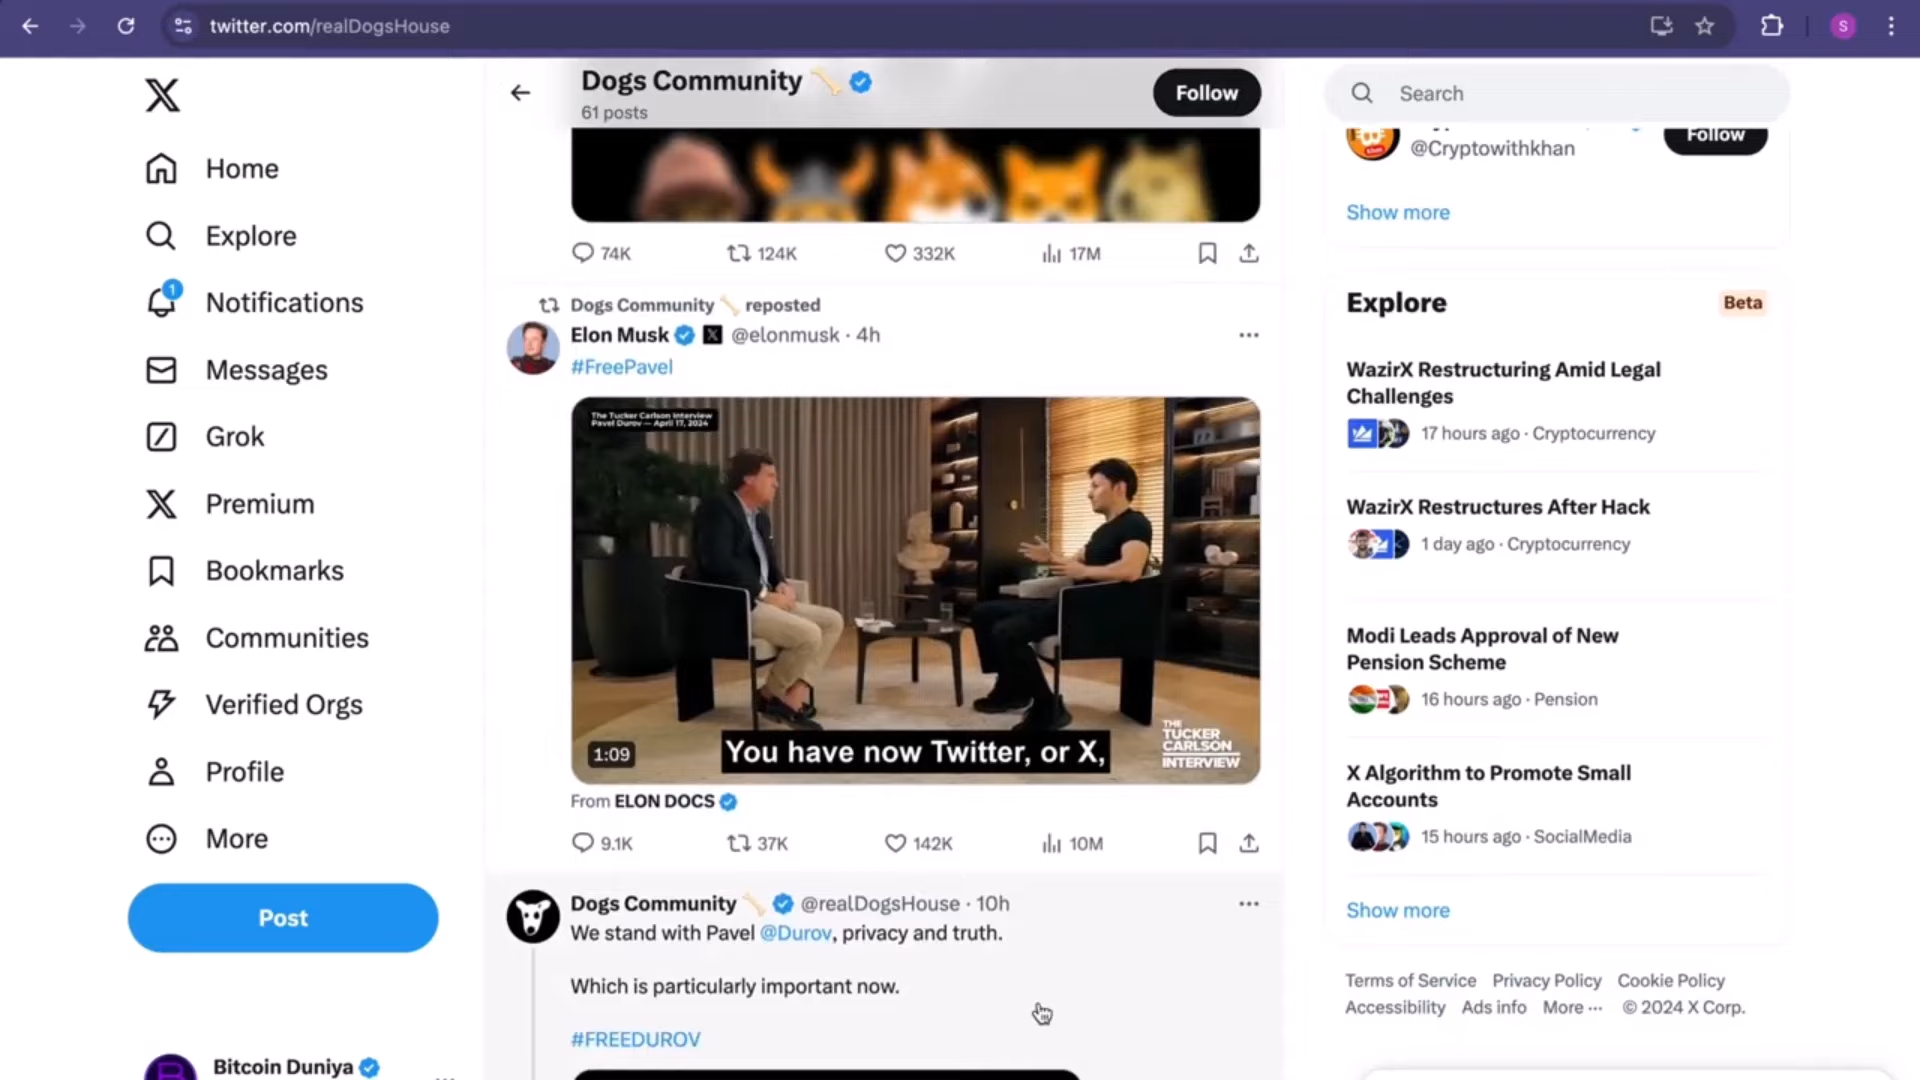 twitter.com/realDogsHouse
S
Home
Explore
1
Notifications
Messages
Grok
Premium
Bookmarks
Communities
Verified Orgs
Profile
More
Post
Bitcoin Duniya
Dogs Community
61 posts
Follow
74K 124K 332K 17M
Dogs Community reposted
Elon Musk @elonmusk · 4h
#FreePavel
The Tucker Carlson Interview
Pavel Durov — April 17, 2024
1:09
You have now Twitter, or X,
THE
TUCKER
CARLSON
INTERVIEW
From ELON DOCS
9.1K 37K 142K 10M
Dogs Community @realDogsHouse · 10h
We stand with Pavel @Durov, privacy and truth.
Which is particularly important now.
#FREEDUROV
Search
@Cryptowithkhan
Follow
Show more
Explore
Beta
WazirX Restructuring Amid Legal
Challenges
17 hours ago · Cryptocurrency
WazirX Restructures After Hack
1 day ago · Cryptocurrency
Modi Leads Approval of New
Pension Scheme
16 hours ago · Pension
X Algorithm to Promote Small
Accounts
15 hours ago · SocialMedia
Show more
Terms of Service Privacy Policy Cookie Policy
Accessibility Ads info More ··· © 2024 X Corp.